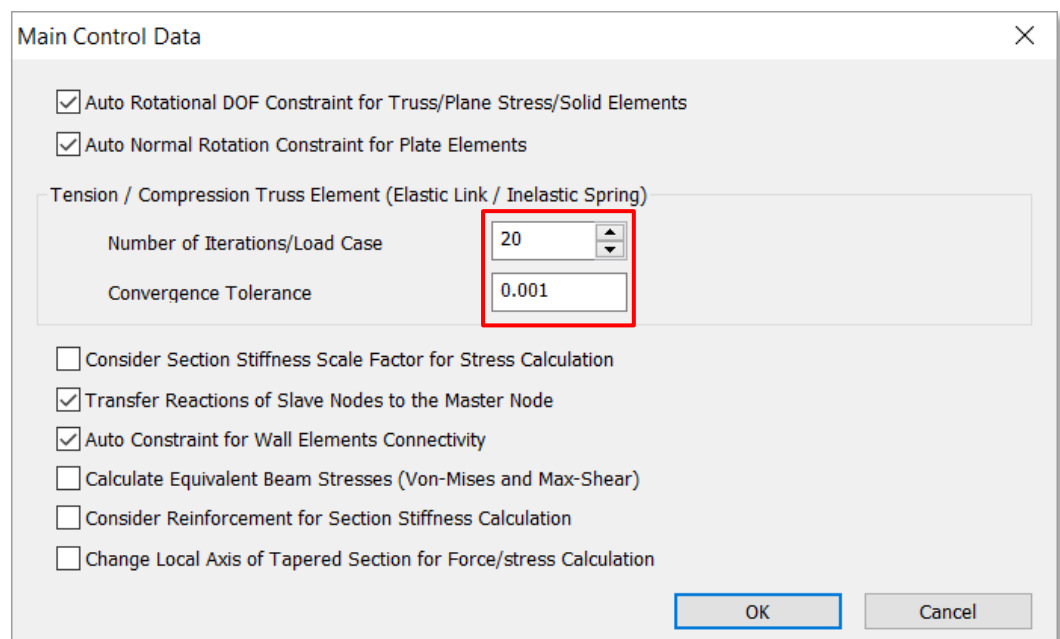 Main Control Data
Auto Rotational DOF Constraint for Truss/Plane Stress/Solid Elements
Auto Normal Rotation Constraint for Plate Elements
Tension / Compression Truss Element (Elastic Link / Inelastic Spring)
Number of Iterations/Load Case 20
Convergence Tolerance 0.001
Consider Section Stiffness Scale Factor for Stress Calculation
Transfer Reactions of Slave Nodes to the Master Node
Auto Constraint for Wall Elements Connectivity
Calculate Equivalent Beam Stresses (Von-Mises and Max-Shear)
Consider Reinforcement for Section Stiffness Calculation
Change Local Axis of Tapered Section for Force/stress Calculation
OK Cancel